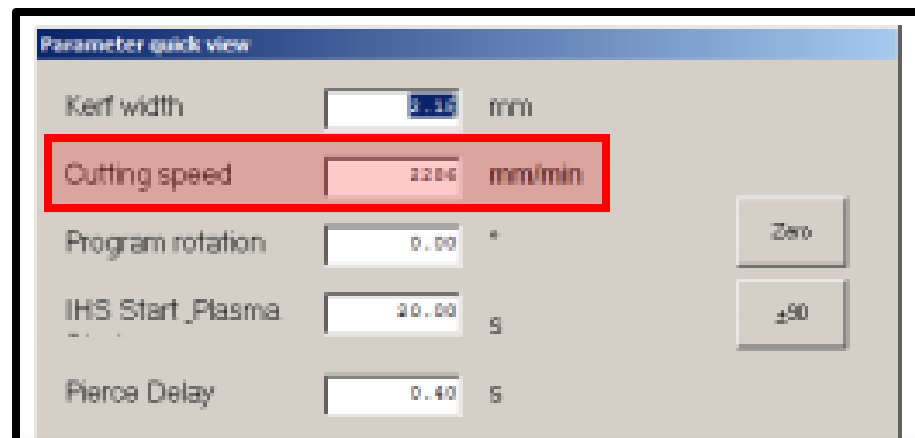 Parameter quick view
Kerf width mm
Cutting speed 2286 mm/min
Program rotation 0.00 °
Zero
IHS Start_Plasma 20.00 s
±90
Pierce Delay 0.40 s